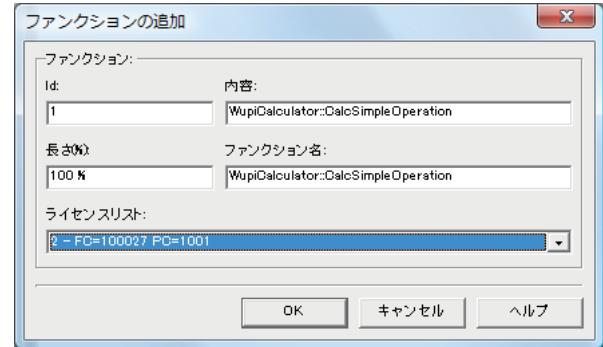 ファンクションの追加
ファンクション:
Id:
内容:
1
WupiCalculator::CalcSimpleOperation
長さ(%):
ファンクション名:
100 %
WupiCalculator::CalcSimpleOperation
ライセンスリスト:
2 - FC=100027 PC=1001
OK
キャンセル
ヘルプ